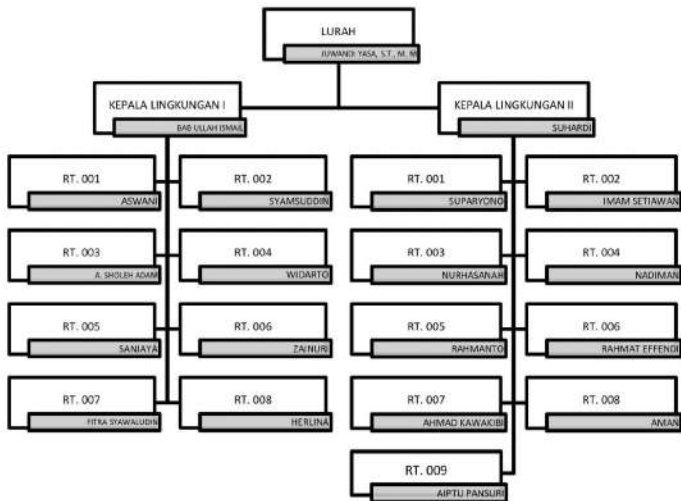 LURAH
JUWANDI YASA, S.T., M. M
KEPALA LINGKUNGAN I
BAB ULLAH ISMAIL
KEPALA LINGKUNGAN II
SUHARDI
RT. 001
ASWANI
RT. 002
SYAMSUDDIN
RT. 001
SUPARYONO
RT. 002
IMAM SETIAWAN
RT. 003
A. SHOLEH ADAM
RT. 004
WIDARTO
RT. 003
NURHASANAH
RT. 004
NADIMAN
RT. 005
SANJAYA
RT. 006
ZAINURI
RT. 005
RAHMANTO
RT. 006
RAHMAT EFFENDI
RT. 007
FITRA SYAWALUDIN
RT. 008
HERLINA
RT. 007
AHMAD KAWAKIBI
RT. 008
AMAN
RT. 009
AIPTU PANSURI